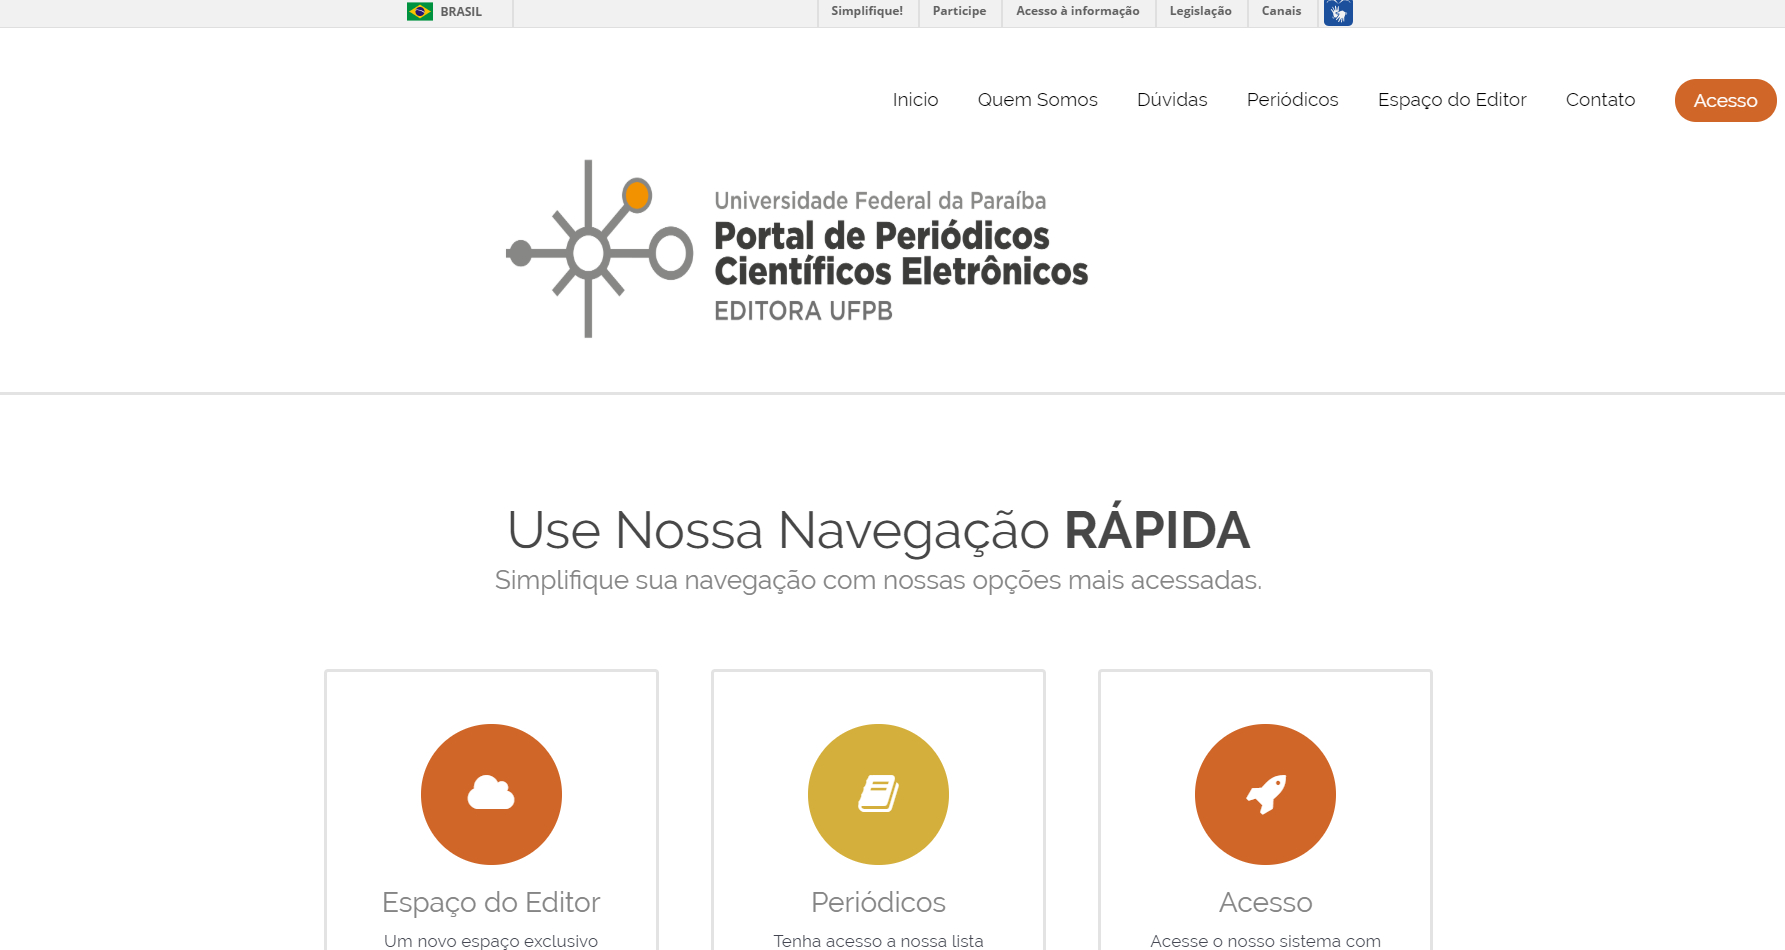 BRASIL
Simplifique!
Participe
Acesso à informação
Legislação
Canais
Inicio
Quem Somos
Dúvidas
Periódicos
Espaço do Editor
Contato
Acesso
Universidade Federal da Paraíba
Portal de Periódicos
Científicos Eletrônicos
EDITORA UFPB
Use Nossa Navegação RÁPIDA
Simplifique sua navegação com nossas opções mais acessadas.
Espaço do Editor
Um novo espaço exclusivo
Periódicos
Tenha acesso a nossa lista
Acesso
Acesse o nosso sistema com